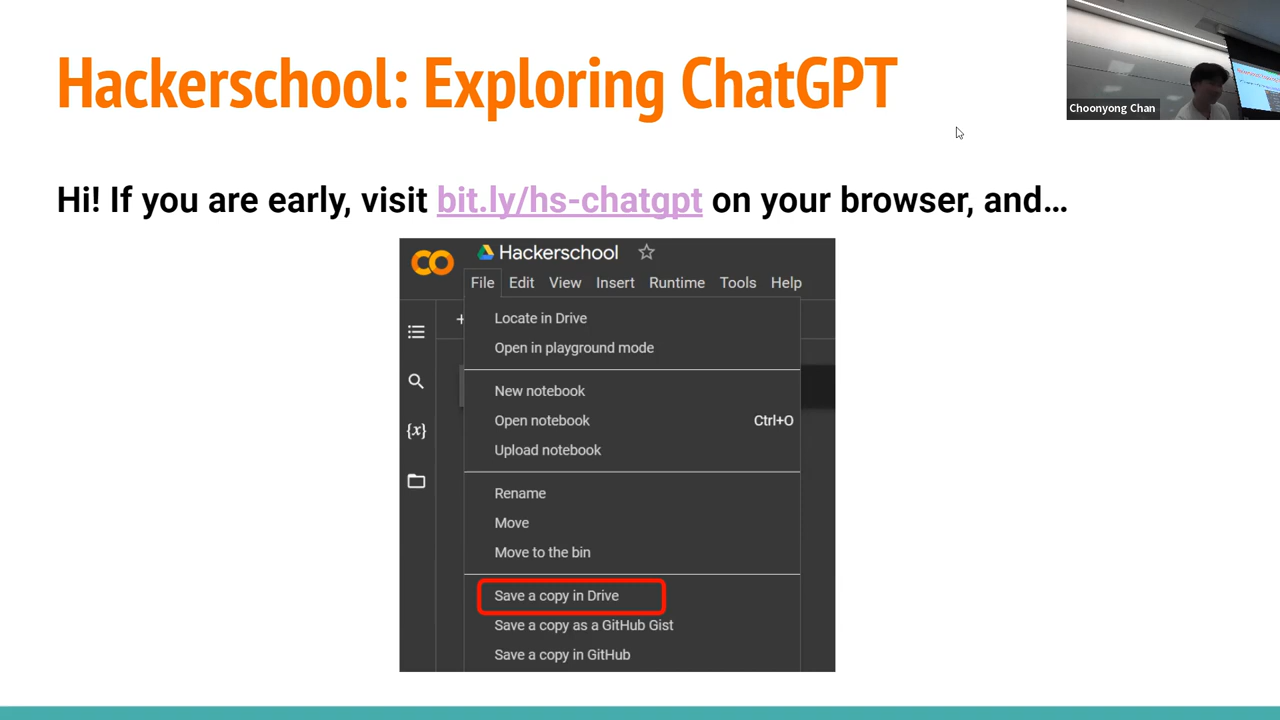 Hackerschool: Exploring ChatGPT
Choonyong Chan
Hi! If you are early, visit bit.ly/hs-chatgpt on your browser, and…
Hackerschool
File Edit View Insert Runtime Tools Help
Locate in Drive
Open in playground mode
New notebook
Open notebook Ctrl+O
Upload notebook
Rename
Move
Move to the bin
Save a copy in Drive
Save a copy as a GitHub Gist
Save a copy in GitHub